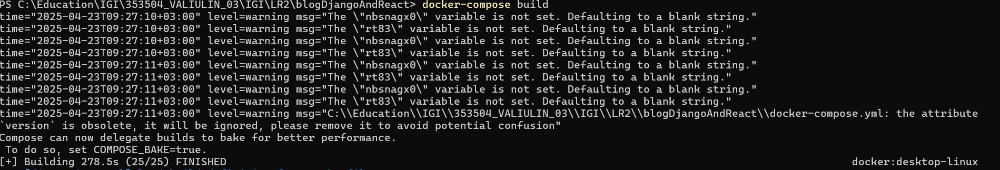 PS C:\Education\IGI\353504_VALIULIN_03\IGI\LR2\blogDjangoAndReact> docker-compose build
time="2025-04-23T09:27:10+03:00" level=warning msg="The \"nbsnagx0\" variable is not set. Defaulting to a blank string."
time="2025-04-23T09:27:10+03:00" level=warning msg="The \"rt83\" variable is not set. Defaulting to a blank string."
time="2025-04-23T09:27:10+03:00" level=warning msg="The \"nbsnagx0\" variable is not set. Defaulting to a blank string."
time="2025-04-23T09:27:10+03:00" level=warning msg="The \"rt83\" variable is not set. Defaulting to a blank string."
time="2025-04-23T09:27:11+03:00" level=warning msg="The \"nbsnagx0\" variable is not set. Defaulting to a blank string."
time="2025-04-23T09:27:11+03:00" level=warning msg="The \"rt83\" variable is not set. Defaulting to a blank string."
time="2025-04-23T09:27:11+03:00" level=warning msg="The \"nbsnagx0\" variable is not set. Defaulting to a blank string."
time="2025-04-23T09:27:11+03:00" level=warning msg="The \"rt83\" variable is not set. Defaulting to a blank string."
time="2025-04-23T09:27:11+03:00" level=warning msg="C:\\Education\\IGI\\353504_VALIULIN_03\\IGI\\LR2\\blogDjangoAndReact\\docker-compose.yml: the attribute
`version` is obsolete, it will be ignored, please remove it to avoid potential confusion"
Compose can now delegate builds to bake for better performance.
 To do so, set COMPOSE_BAKE=true.
[+] Building 278.5s (25/25) FINISHED docker:desktop-linux